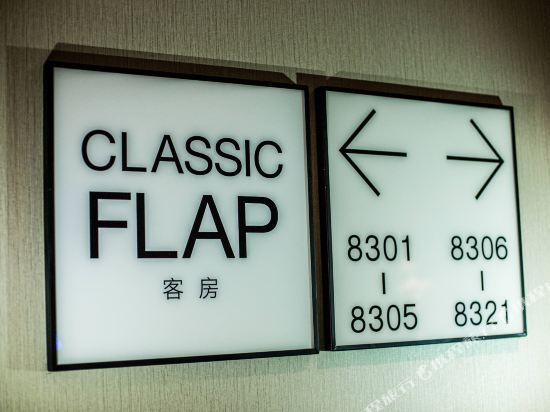 CLASSIC
FLAP
客房
← →
8301 8306
| |
8305 8321